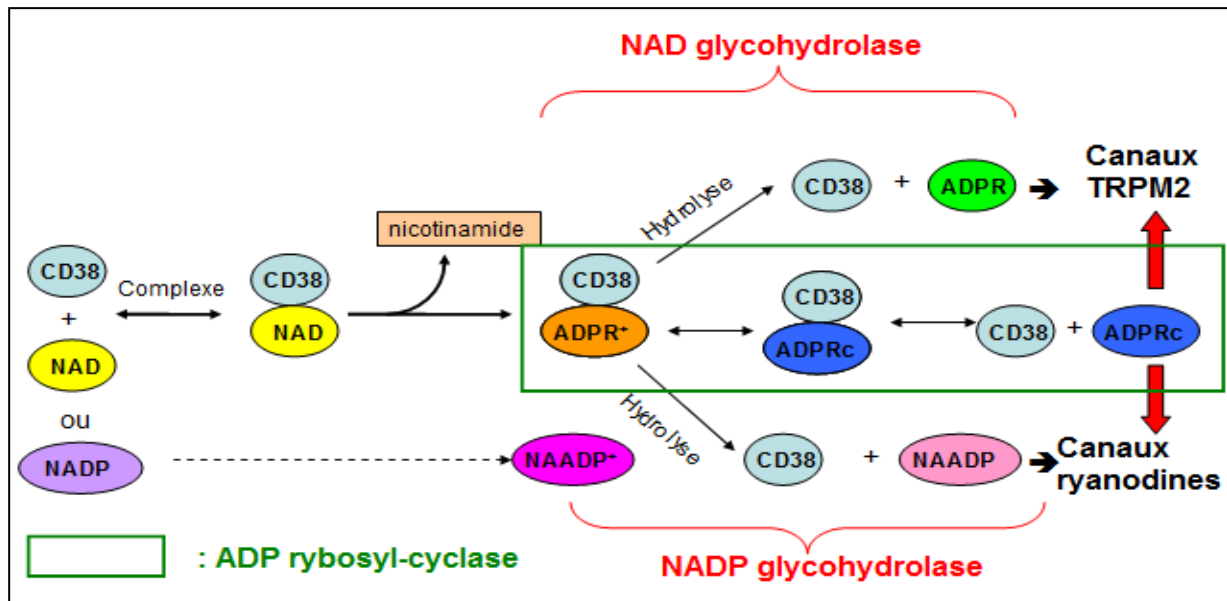 NAD glycohydrolase
Canaux
TRPM2
CD38 + ADPR
Hydrolyse
nicotinamide
CD38
Complexe
CD38
NAD
+
NAD
CD38
ADPR+
CD38
ADPRc
CD38 + ADPRc
ou
NADP
Hydrolyse
NAADP+
CD38 + NAADP
Canaux
ryanodines
: ADP rybosyl-cyclase
NADP glycohydrolase